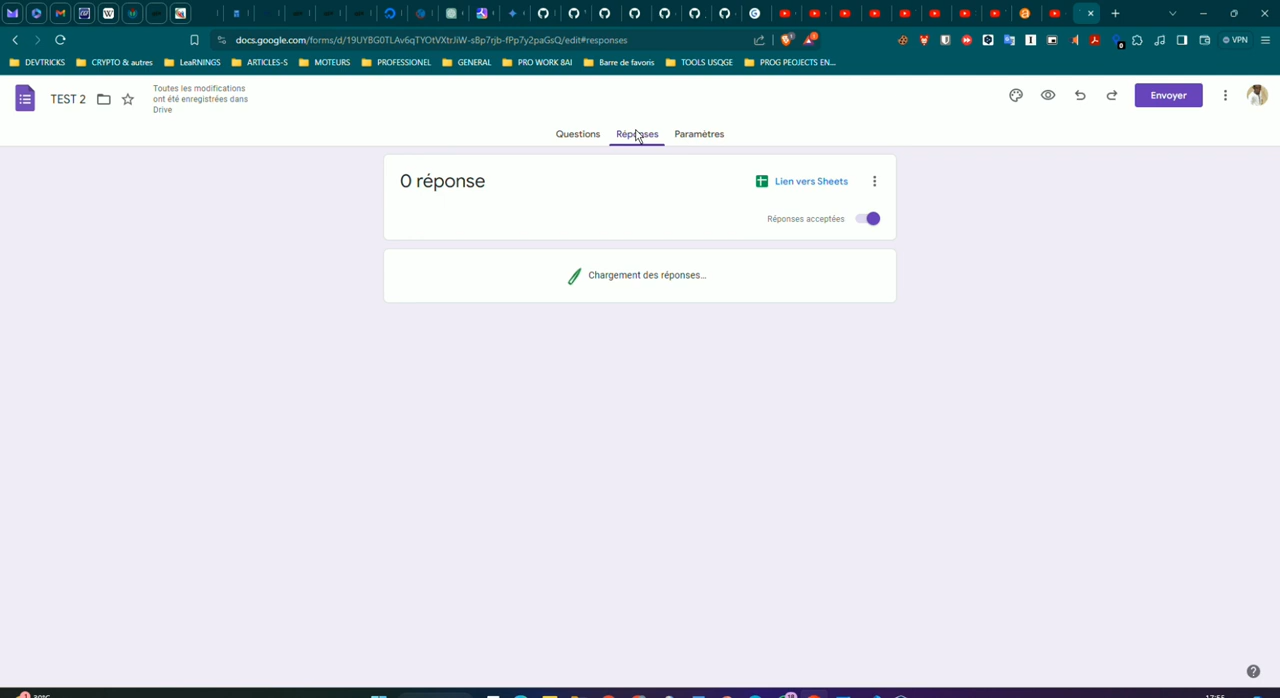 docs.google.com/forms/d/19UYBG0TLAv6qTYOtVXtrJiW-sBp7rjb-fPp7y2paGsQ/edit#responses
VPN
DEVTRICKS CRYPTO & autres LeaRNINGS ARTICLES-S MOTEURS PROFESSIONEL GENERAL PRO WORK 8AI Barre de favoris TOOLS USQGE PROG PEOJECTS EN...
TEST 2
Toutes les modifications
ont été enregistrées dans
Drive
Envoyer
Questions Réponses Paramètres
0 réponse
Lien vers Sheets
Réponses acceptées
Chargement des réponses...